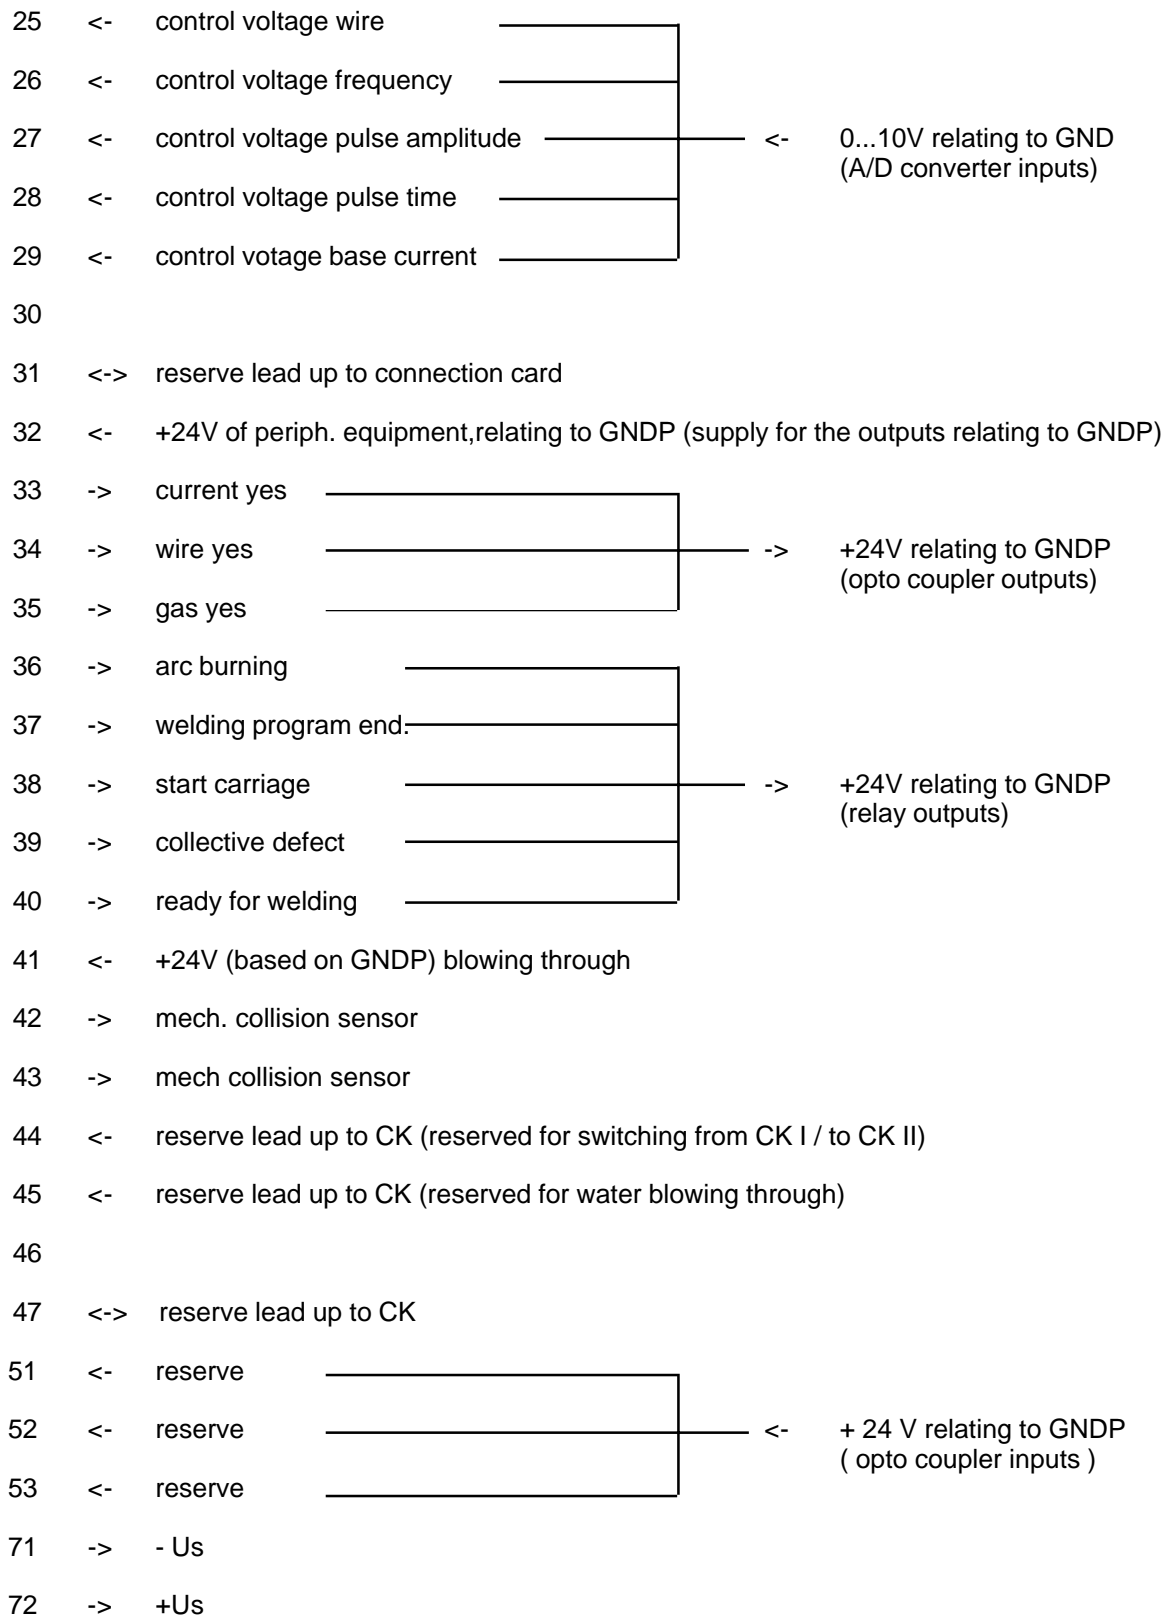 25 <- control voltage wire
26 <- control voltage frequency
27 <- control voltage pulse amplitude <- 0...10V relating to GND
(A/D converter inputs)
28 <- control voltage pulse time
29 <- control votage base current
30
31 <-> reserve lead up to connection card
32 <- +24V of periph. equipment,relating to GNDP (supply for the outputs relating to GNDP)
33 -> current yes
34 -> wire yes -> +24V relating to GNDP
(opto coupler outputs)
35 -> gas yes
36 -> arc burning
37 -> welding program end.
38 -> start carriage -> +24V relating to GNDP
(relay outputs)
39 -> collective defect
40 -> ready for welding
41 <- +24V (based on GNDP) blowing through
42 -> mech. collision sensor
43 -> mech collision sensor
44 <- reserve lead up to CK (reserved for switching from CK I / to CK II)
45 <- reserve lead up to CK (reserved for water blowing through)
46
47 <-> reserve lead up to CK
51 <- reserve
52 <- reserve <- + 24 V relating to GNDP
( opto coupler inputs )
53 <- reserve
71 -> - Us
72 -> +Us